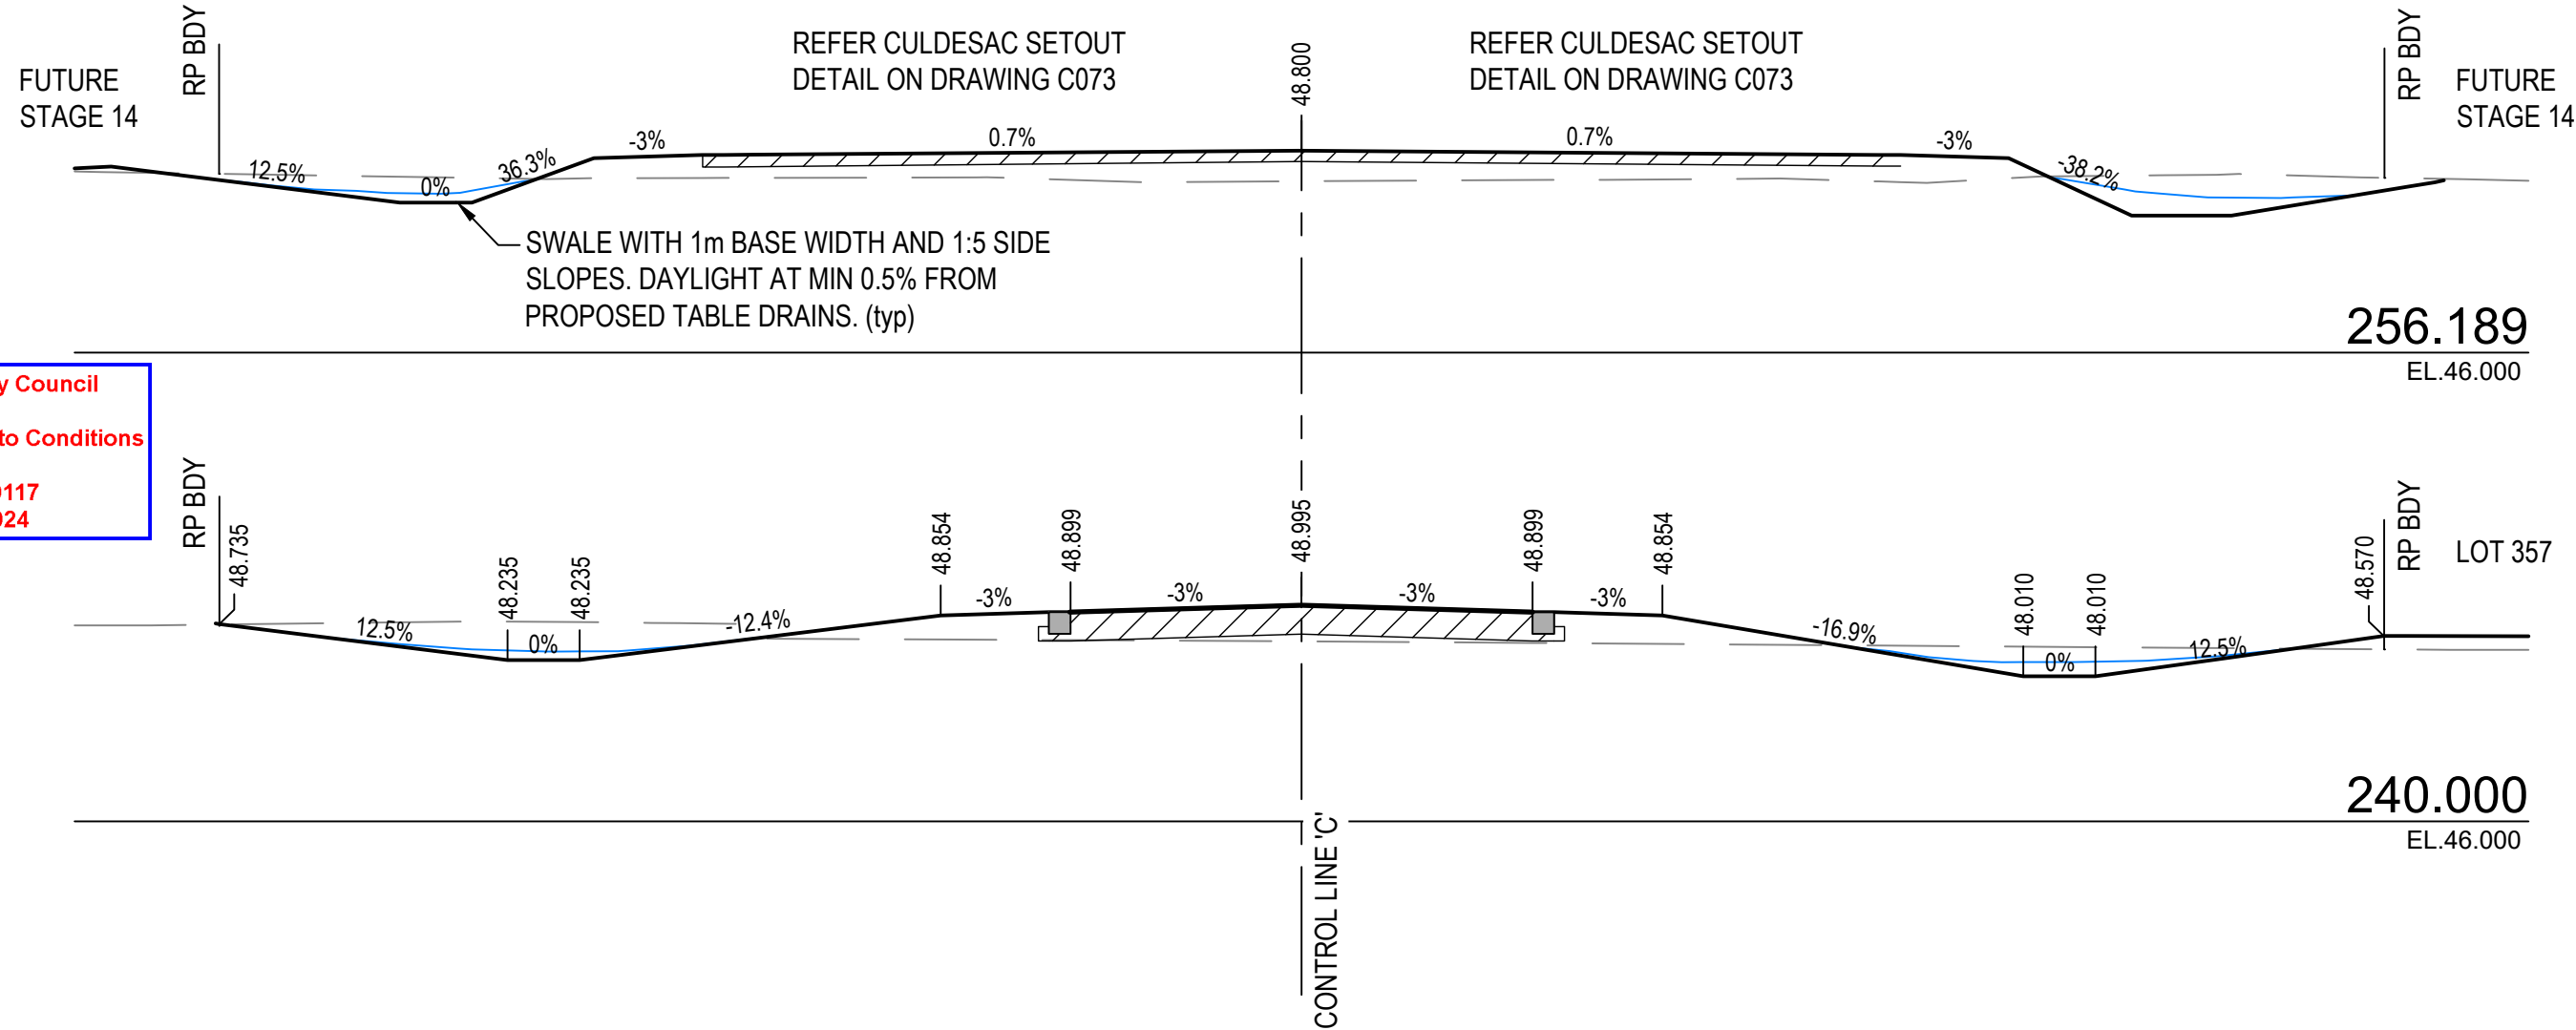 FUTURE
STAGE 14
RP BDY
REFER CULDESAC SETOUT
DETAIL ON DRAWING C073
48.800
REFER CULDESAC SETOUT
DETAIL ON DRAWING C073
RP BDY
FUTURE
STAGE 14
12.5%
0%
36.3%
-3%
0.7%
0.7%
-3%
-38.2%
SWALE WITH 1m BASE WIDTH AND 1:5 SIDE
SLOPES. DAYLIGHT AT MIN 0.5% FROM
PROPOSED TABLE DRAINS. (typ)
256.189
EL.46.000
y Council
to Conditions
117
024
RP BDY
48.735
48.235
48.235
48.854
48.899
48.995
48.899
48.854
48.010
48.010
48.570
RP BDY
LOT 357
12.5%
0%
-12.4%
-3%
-3%
-3%
-3%
-16.9%
0%
12.5%
240.000
EL.46.000
CONTROL LINE 'C'